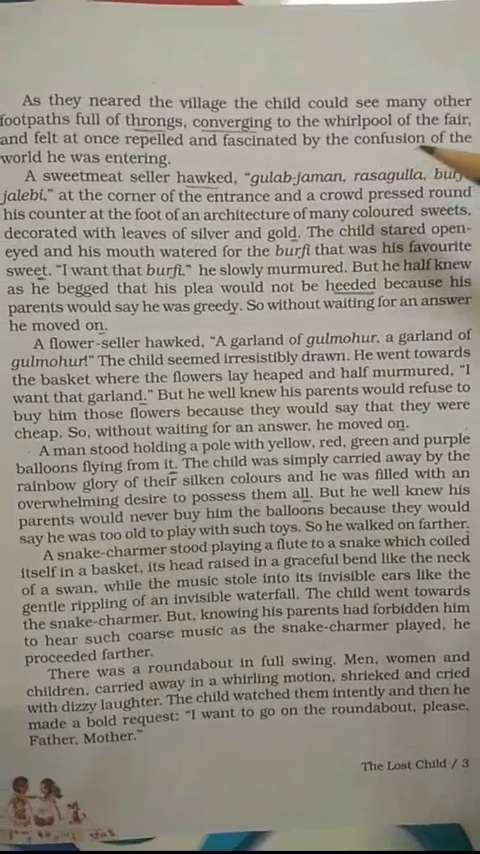 As they neared the village the child could see many other
footpaths full of throngs, converging to the whirlpool of the fair,
and felt at once repelled and fascinated by the confusion of the
world he was entering.
A sweetmeat seller hawked, “gulab-jaman, rasagulla, burfi,
jalebi,” at the corner of the entrance and a crowd pressed round
his counter at the foot of an architecture of many coloured sweets,
decorated with leaves of silver and gold. The child stared open-
eyed and his mouth watered for the burfi that was his favourite
sweet. “I want that burfi,” he slowly murmured. But he half knew
as he begged that his plea would not be heeded because his
parents would say he was greedy. So without waiting for an answer
he moved on.
A flower-seller hawked, “A garland of gulmohur, a garland of
gulmohur!” The child seemed irresistibly drawn. He went towards
the basket where the flowers lay heaped and half murmured, “I
want that garland.” But he well knew his parents would refuse to
buy him those flowers because they would say that they were
cheap. So, without waiting for an answer, he moved on.
A man stood holding a pole with yellow, red, green and purple
balloons flying from it. The child was simply carried away by the
rainbow glory of their silken colours and he was filled with an
overwhelming desire to possess them all. But he well knew his
parents would never buy him the balloons because they would
say he was too old to play with such toys. So he walked on farther.
A snake-charmer stood playing a flute to a snake which coiled
itself in a basket, its head raised in a graceful bend like the neck
of a swan, while the music stole into its invisible ears like the
gentle rippling of an invisible waterfall. The child went towards
the snake-charmer. But, knowing his parents had forbidden him
to hear such coarse music as the snake-charmer played, he
proceeded farther.
There was a roundabout in full swing. Men, women and
children, carried away in a whirling motion, shrieked and cried
with dizzy laughter. The child watched them intently and then he
made a bold request: “I want to go on the roundabout, please,
Father, Mother.”
The Lost Child / 3